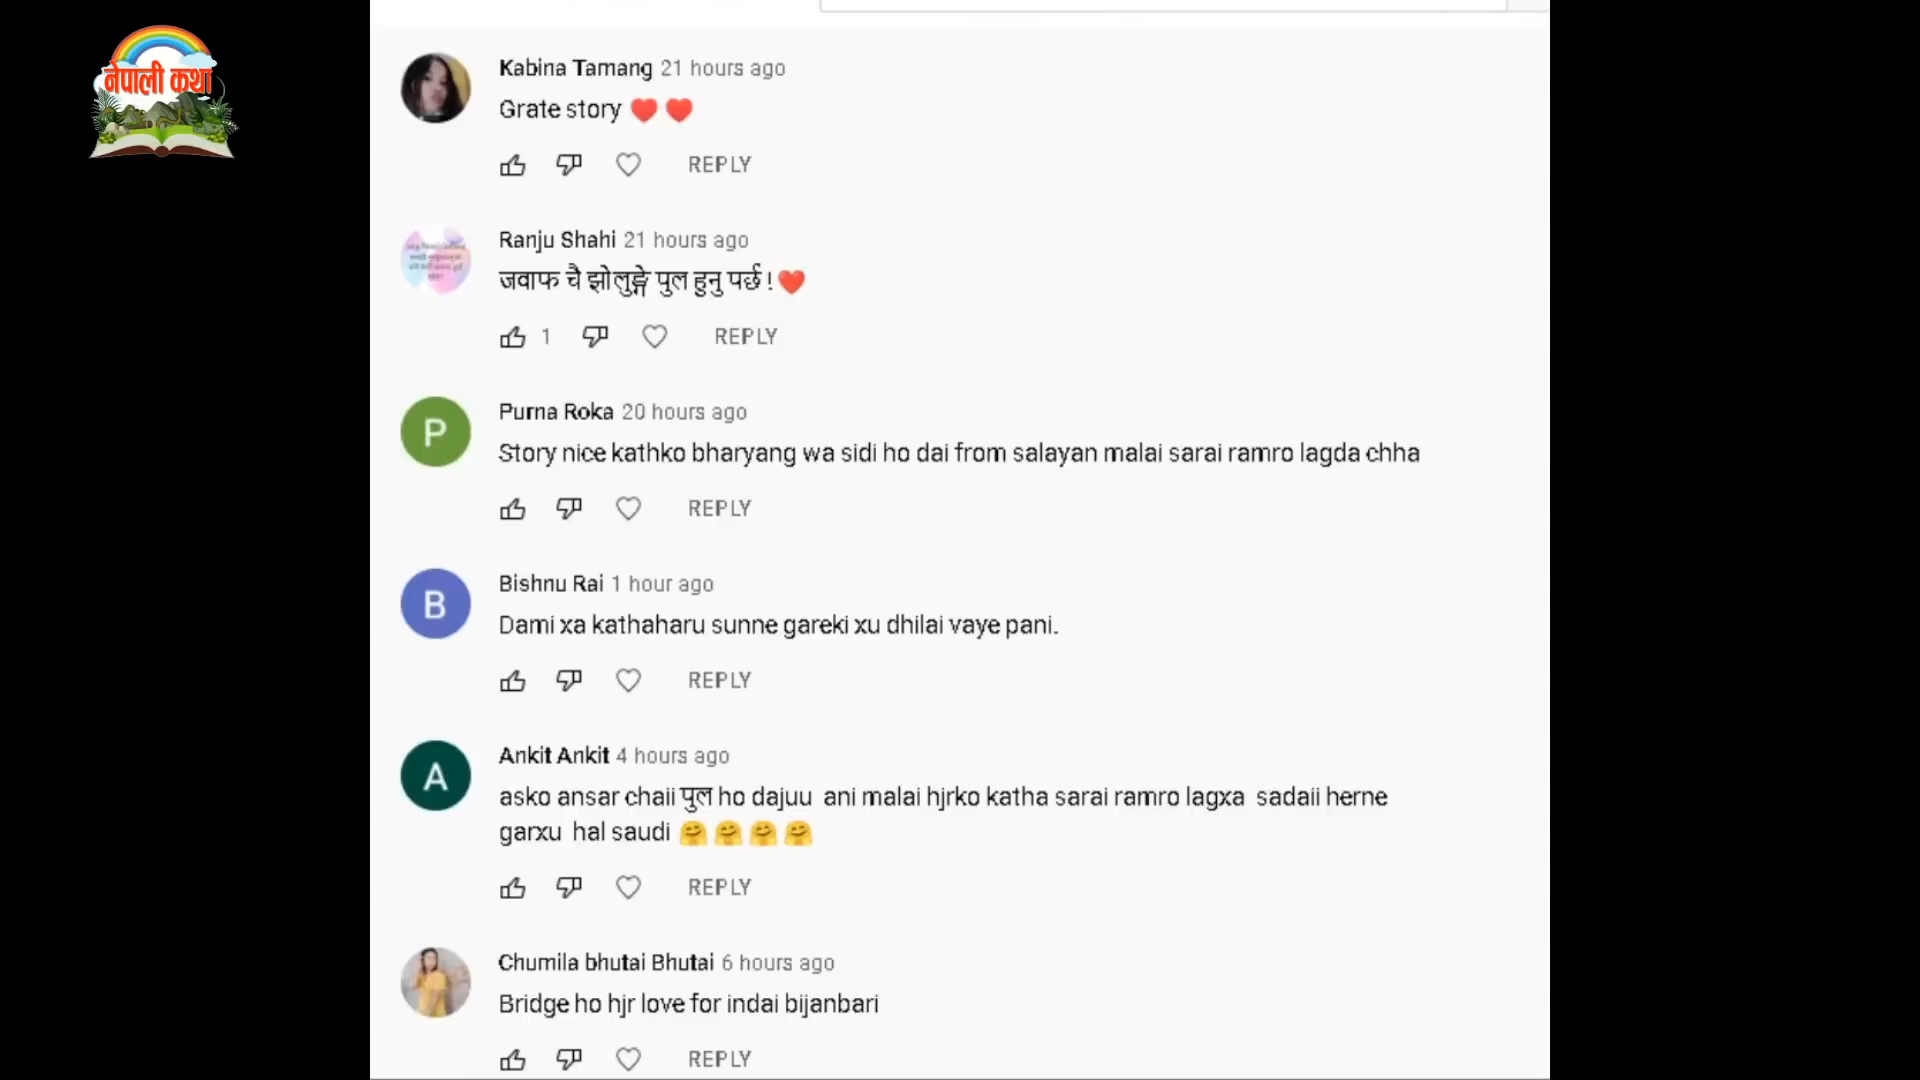 नेपाली कथा
Kabina Tamang 21 hours ago
Grate story ♥️ ♥️
REPLY
Ranju Shahi 21 hours ago
जवाफ चै झोलुङ्गे पुल हुनु पर्छ ! ❤️
1 REPLY
P
Purna Roka 20 hours ago
Story nice kathko bharyang wa sidi ho dai from salayan malai sarai ramro lagda chha
REPLY
B
Bishnu Rai 1 hour ago
Dami xa kathaharu sunne gareki xu dhilai vaye pani.
REPLY
A
Ankit Ankit 4 hours ago
asko ansar chaii पुल ho dajuu ani malai hjrko katha sarai ramro lagxa sadaii herne
garxu hal saudi 🤗 🤗 🤗 🤗
REPLY
Chumila bhutai Bhutai 6 hours ago
Bridge ho hjr love for indai bijanbari
REPLY